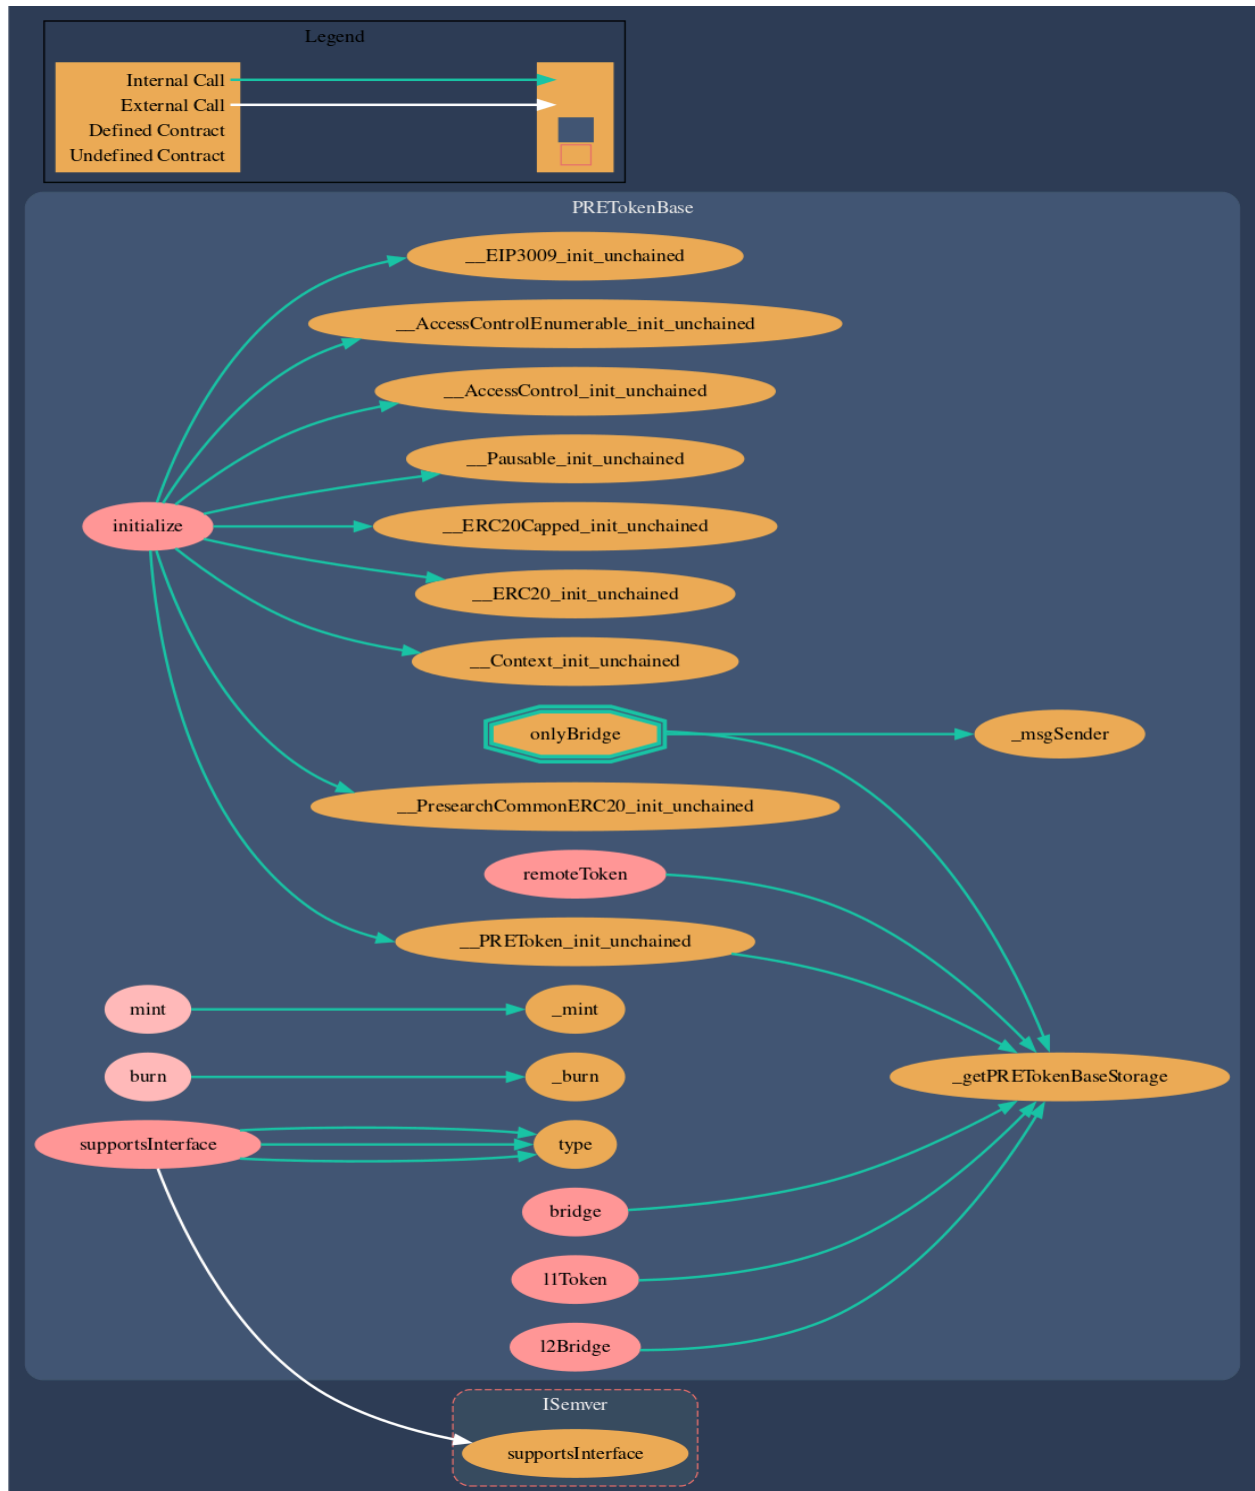 Legend
Internal Call
External Call
Defined Contract
Undefined Contract
PRETokenBase
__EIP3009_init_unchained
__AccessControlEnumerable_init_unchained
__AccessControl_init_unchained
__Pausable_init_unchained
initialize
__ERC20Capped_init_unchained
__ERC20_init_unchained
__Context_init_unchained
onlyBridge
_msgSender
__PresearchCommonERC20_init_unchained
remoteToken
__PREToken_init_unchained
mint
_mint
burn
_burn
_getPRETokenBaseStorage
supportsInterface
type
bridge
l1Token
l2Bridge
ISemver
supportsInterface